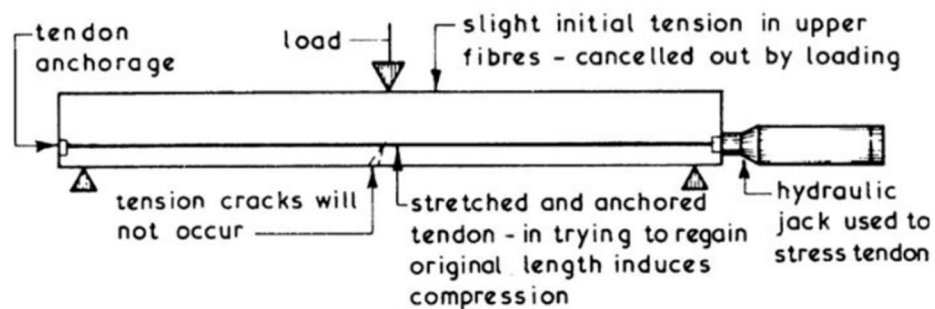 tendon
anchorage
load
slight initial tension in upper
fibres - cancelled out by loading
tension cracks will
not occur
stretched and anchored
tendon - in trying to regain
original length induces
compression
hydraulic
jack used to
stress tendon